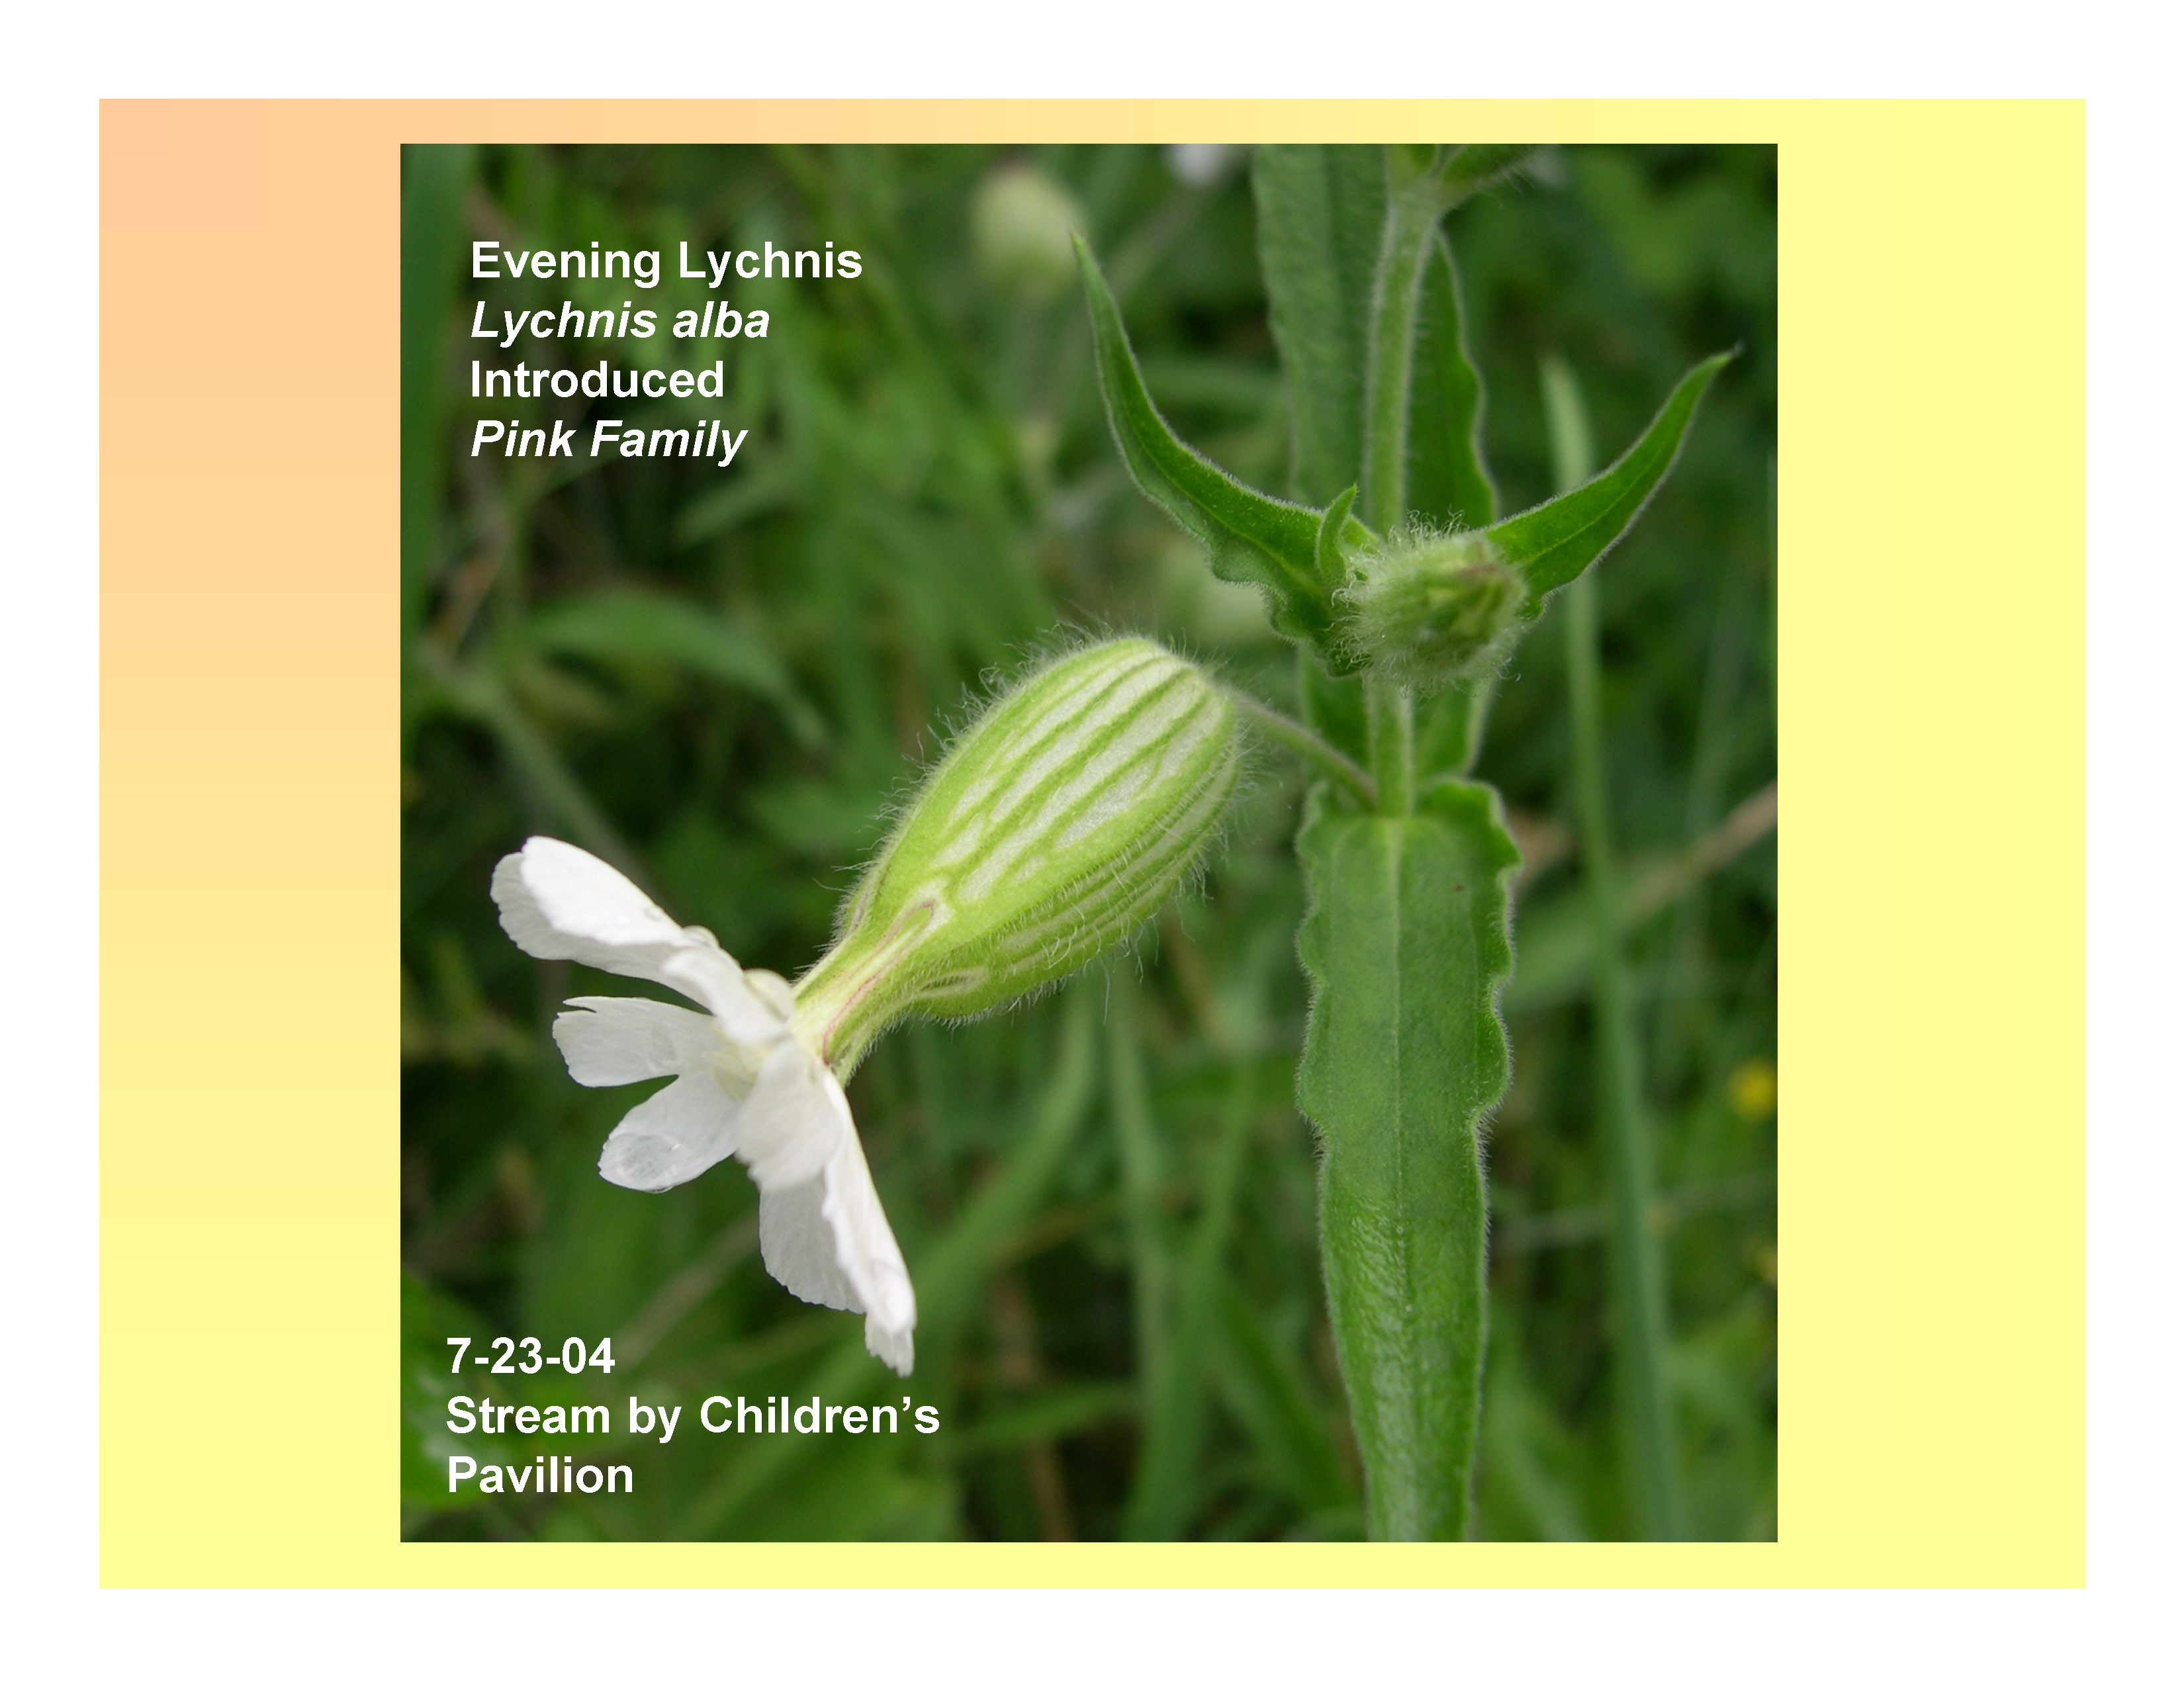 Evening Lychnis
Lychnis alba
Introduced
Pink Family
7-23-04
Stream by Children’s
Pavilion